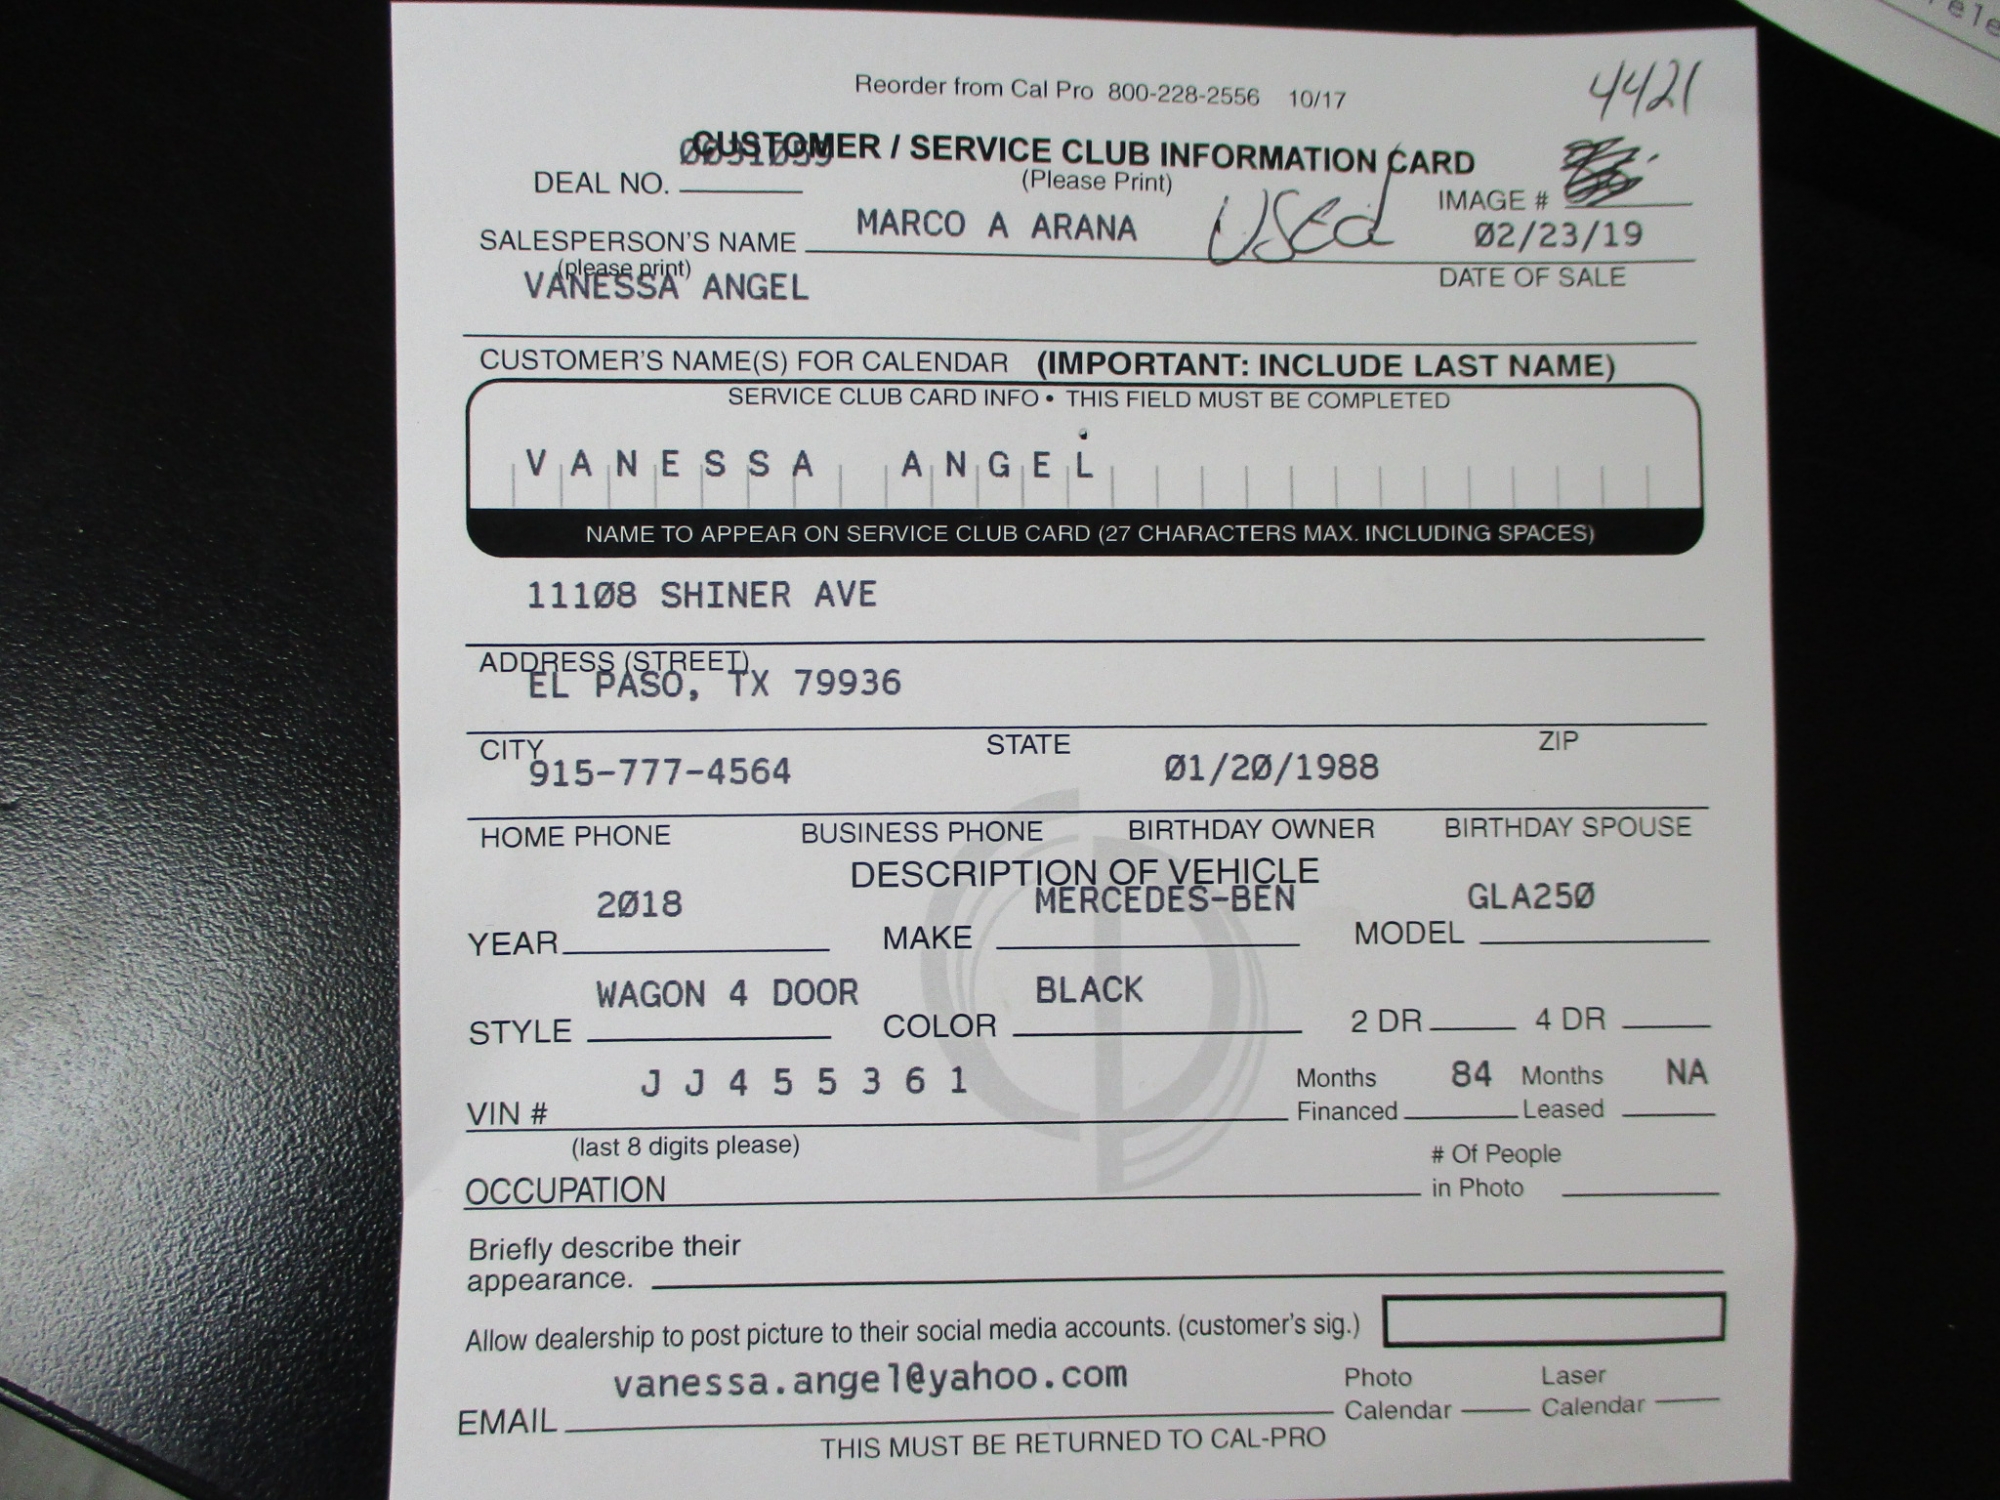 Reorder from Cal Pro 800-228-2556 10/17
4421
CUSTOMER / SERVICE CLUB INFORMATION CARD
DEAL NO.
(Please Print)
Used
IMAGE #
SALESPERSON'S NAME MARCO A ARANA
02/23/19
(please print)
DATE OF SALE
VANESSA ANGEL
CUSTOMER'S NAME(S) FOR CALENDAR (IMPORTANT: INCLUDE LAST NAME)
SERVICE CLUB CARD INFO • THIS FIELD MUST BE COMPLETED
VANESSA ANGEL
NAME TO APPEAR ON SERVICE CLUB CARD (27 CHARACTERS MAX. INCLUDING SPACES)
11108 SHINER AVE
ADDRESS (STREET)
EL PASO, TX 79936
CITY STATE ZIP
915-777-4564 01/20/1988
HOME PHONE BUSINESS PHONE BIRTHDAY OWNER BIRTHDAY SPOUSE
DESCRIPTION OF VEHICLE
YEAR 2018 MAKE MERCEDES-BEN MODEL GLA250
STYLE WAGON 4 DOOR COLOR BLACK 2 DR 4 DR
VIN # J J 4 5 5 3 6 1 Months Financed 84 Months Leased NA
(last 8 digits please)
OCCUPATION # Of People in Photo
Briefly describe their
appearance.
Allow dealership to post picture to their social media accounts. (customer's sig.)
EMAIL vanessa.angel@yahoo.com Photo Calendar Laser Calendar
THIS MUST BE RETURNED TO CAL-PRO